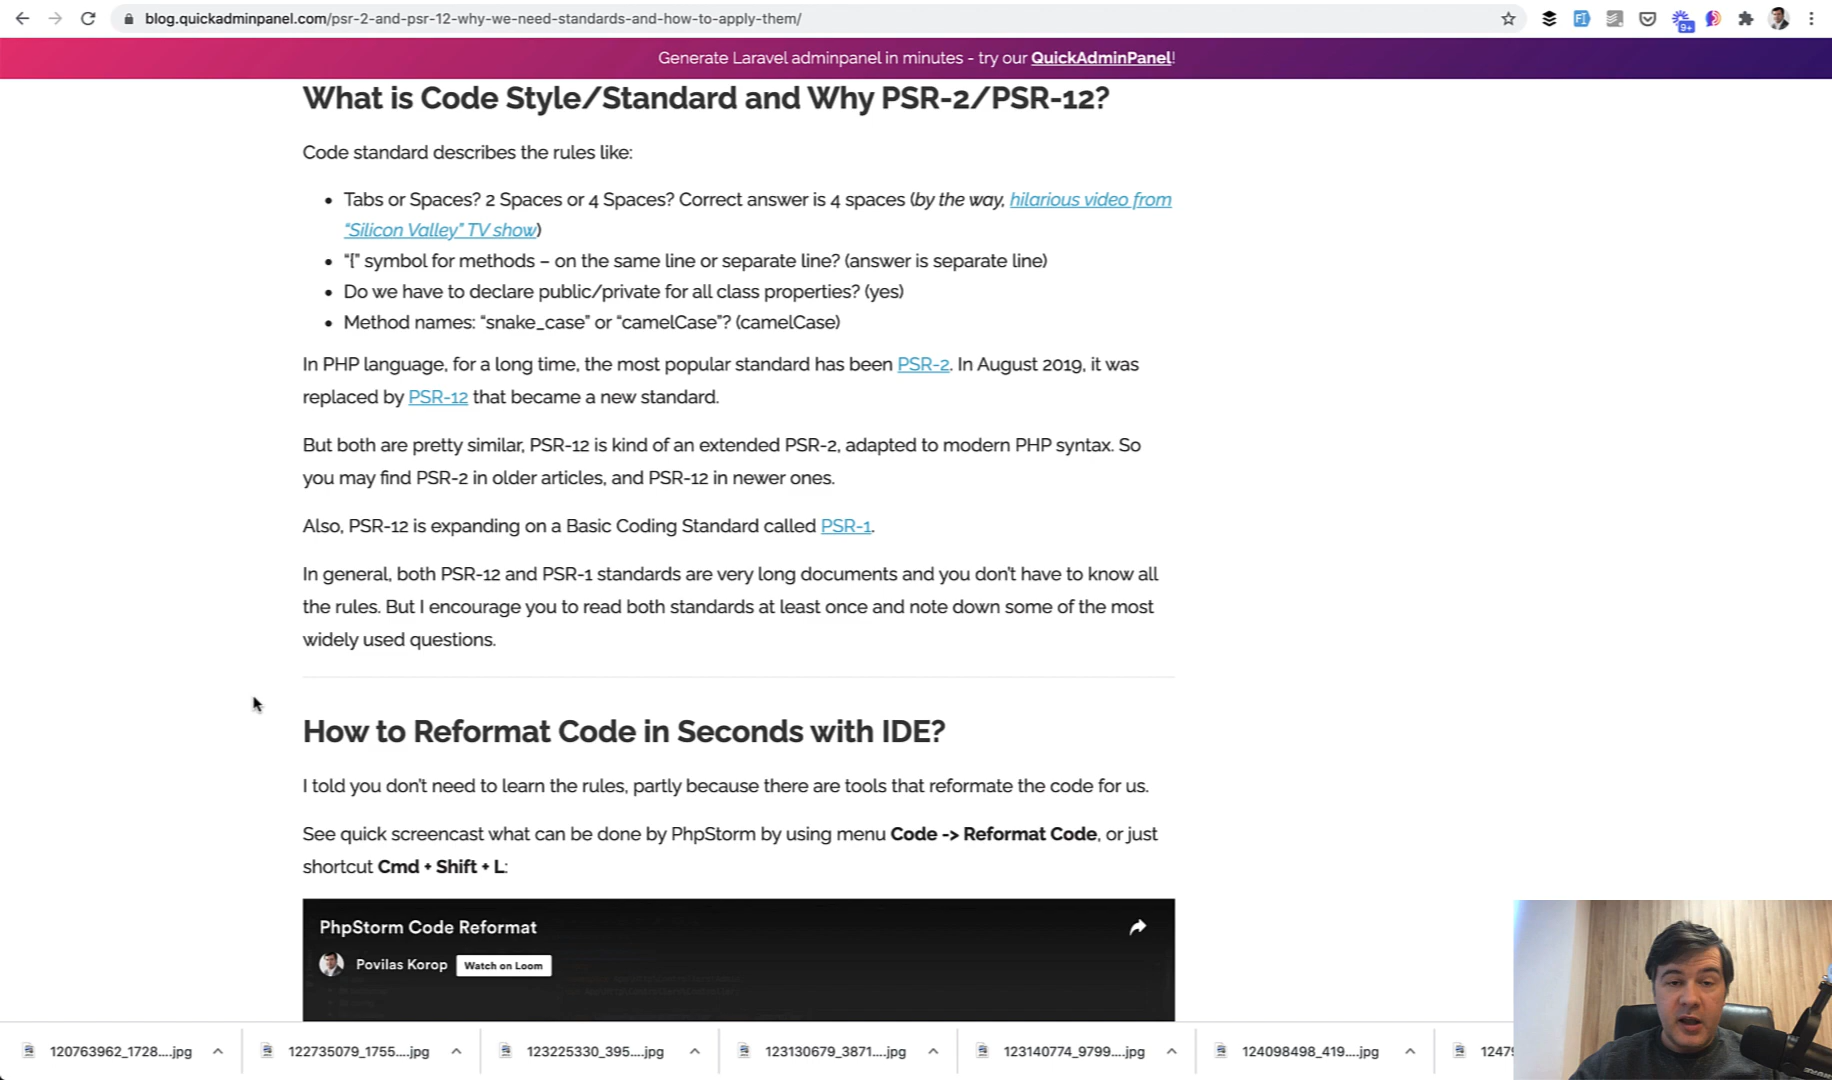 blog.quickadminpanel.com/psr-2-and-psr-12-why-we-need-standards-and-how-to-apply-them/
9+
Generate Laravel adminpanel in minutes - try our QuickAdminPanel!
What is Code Style/Standard and Why PSR-2/PSR-12?
Code standard describes the rules like:
• Tabs or Spaces? 2 Spaces or 4 Spaces? Correct answer is 4 spaces (by the way, hilarious video from
“Silicon Valley” TV show)
• “{” symbol for methods – on the same line or separate line? (answer is separate line)
• Do we have to declare public/private for all class properties? (yes)
• Method names: “snake_case” or “camelCase”? (camelCase)
In PHP language, for a long time, the most popular standard has been PSR-2. In August 2019, it was
replaced by PSR-12 that became a new standard.
But both are pretty similar, PSR-12 is kind of an extended PSR-2, adapted to modern PHP syntax. So
you may find PSR-2 in older articles, and PSR-12 in newer ones.
Also, PSR-12 is expanding on a Basic Coding Standard called PSR-1.
In general, both PSR-12 and PSR-1 standards are very long documents and you don’t have to know all
the rules. But I encourage you to read both standards at least once and note down some of the most
widely used questions.
How to Reformat Code in Seconds with IDE?
I told you don’t need to learn the rules, partly because there are tools that reformate the code for us.
See quick screencast what can be done by PhpStorm by using menu Code -> Reformat Code, or just
shortcut Cmd + Shift + L:
PhpStorm Code Reformat
Povilas Korop Watch on Loom
120763962_1728....jpg 122735079_1755....jpg 123225330_395....jpg 123130679_3871....jpg 123140774_9799....jpg 124098498_419....jpg 1247